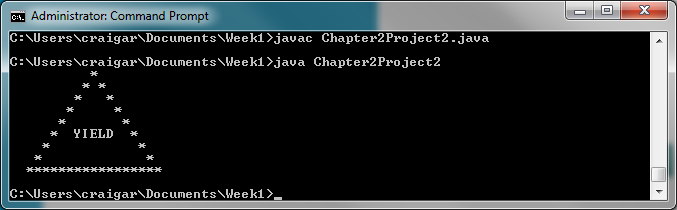 Administrator: Command Prompt
C:\Users\craigar\Documents\Week1>javac Chapter2Project2.java
C:\Users\craigar\Documents\Week1>java Chapter2Project2
          *
         * *
        *   *
       *     *
      *       *
     *  YIELD  *
    *           *
   *             *
  *****************
C:\Users\craigar\Documents\Week1>_